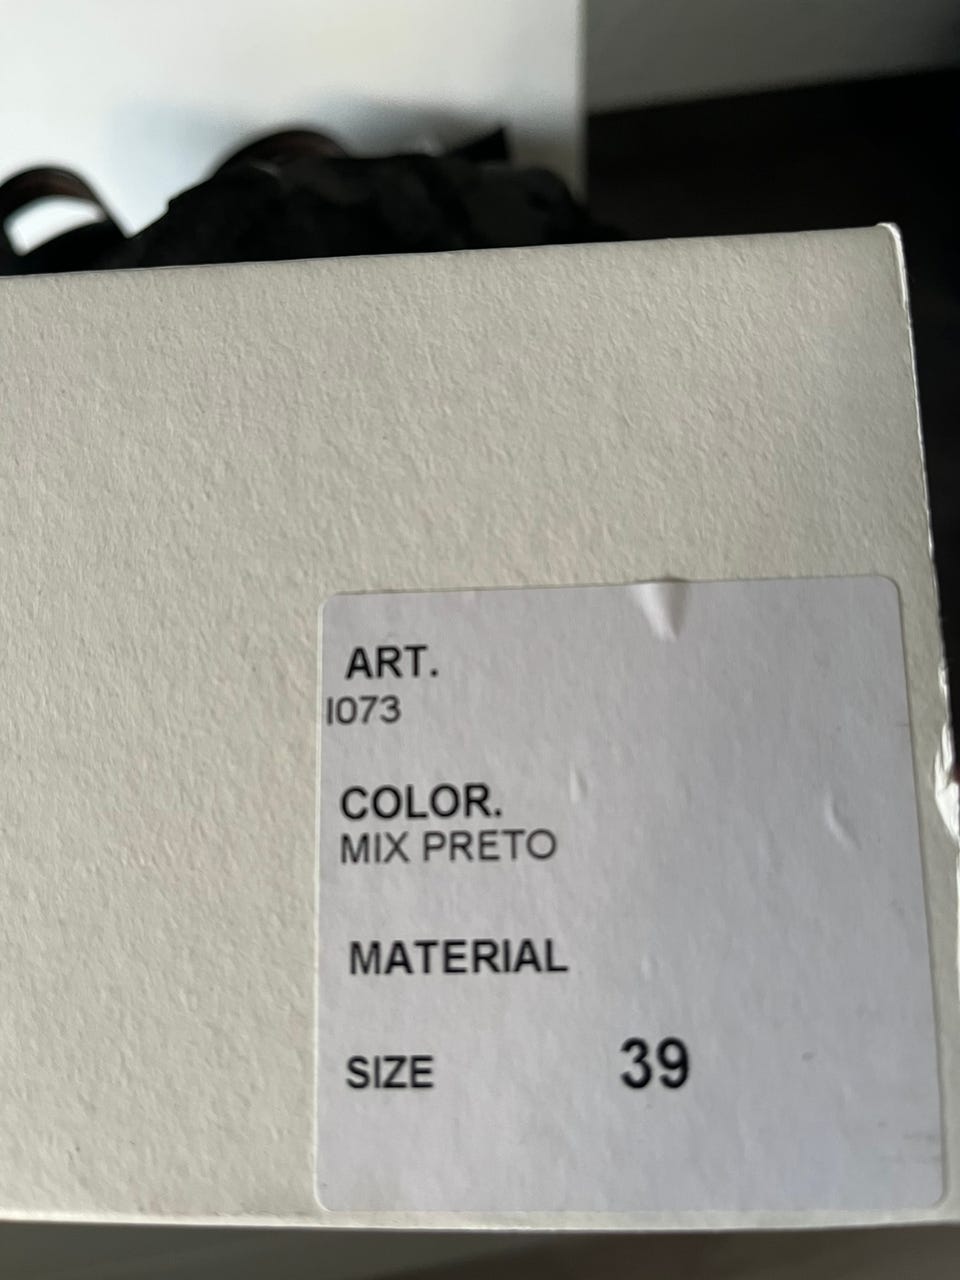 ART.
I073
COLOR.
MIX PRETO
MATERIAL
SIZE 39